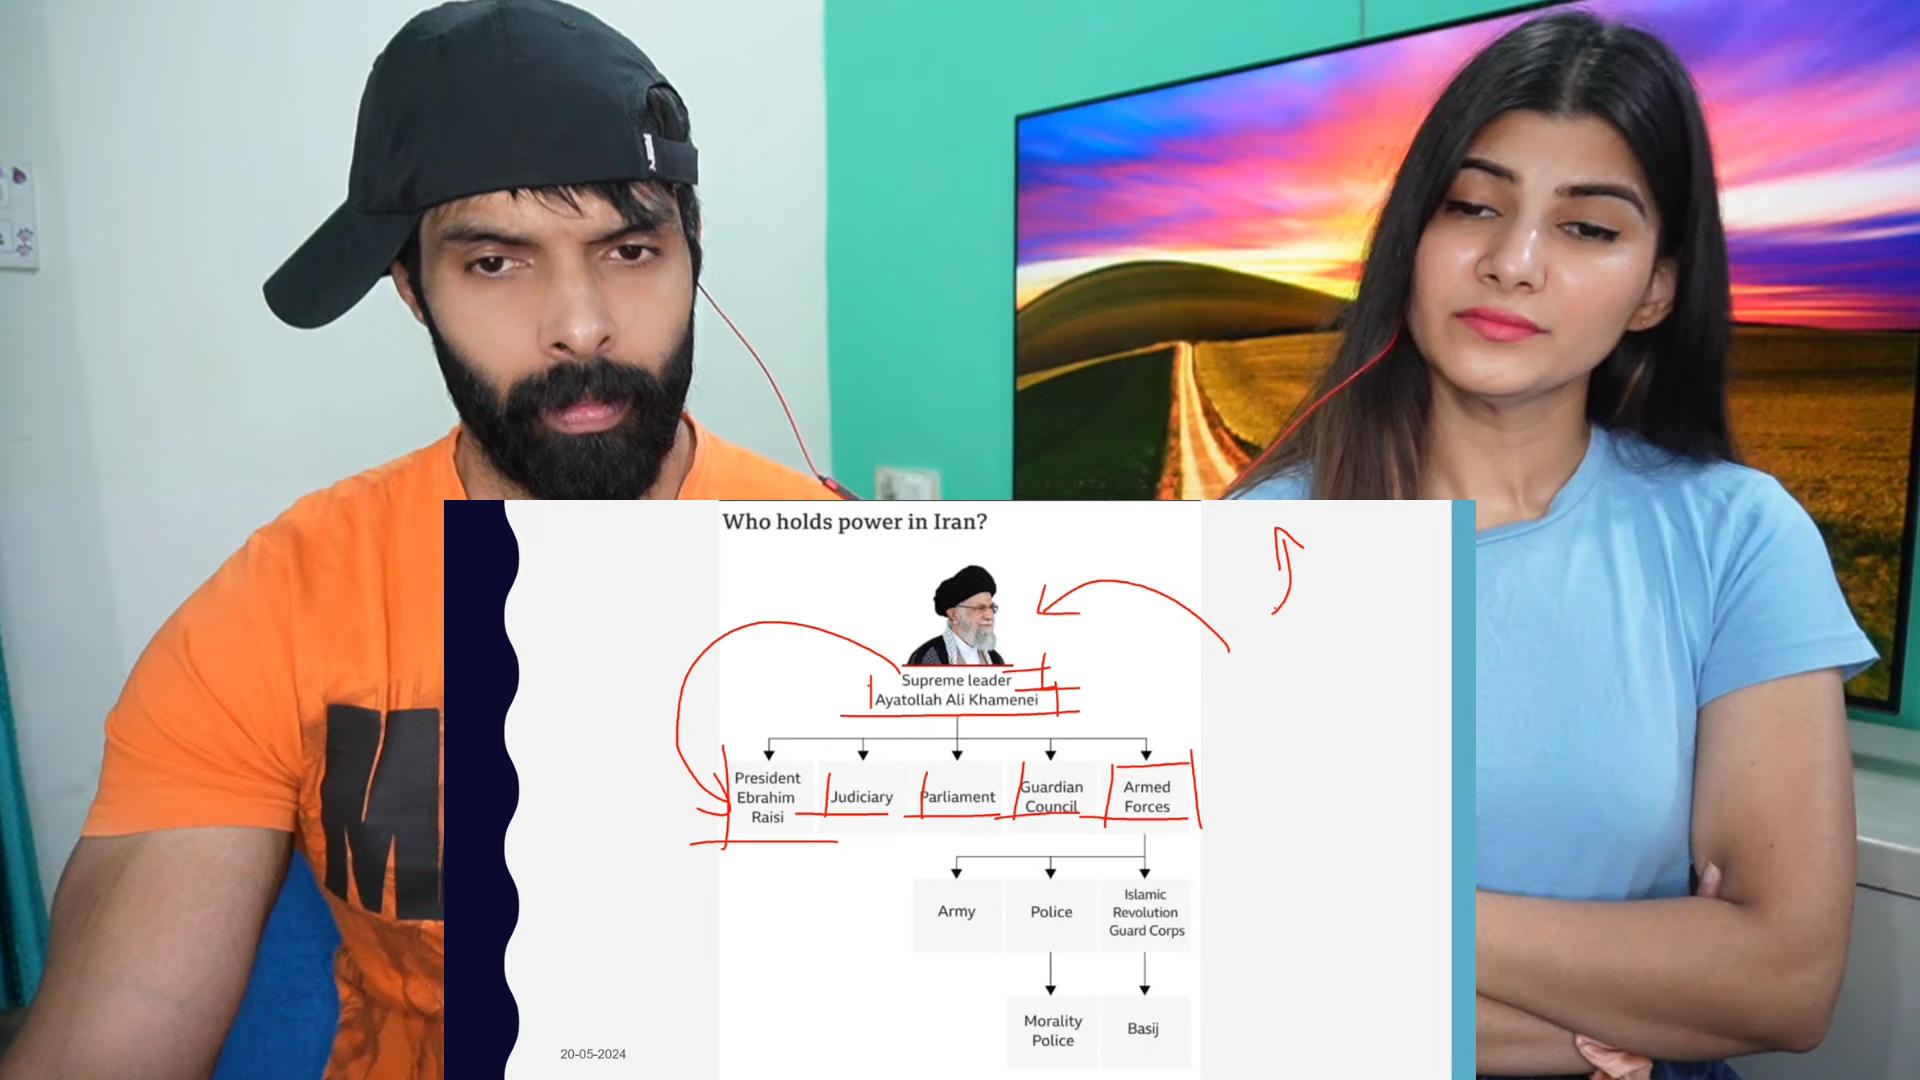 Who holds power in Iran?
Supreme leader
Ayatollah Ali Khamenei
President
Ebrahim
Raisi
Judiciary
Parliament
Guardian
Council
Armed
Forces
Army
Police
Islamic
Revolution
Guard Corps
Morality
Police
Basij
20-05-2024